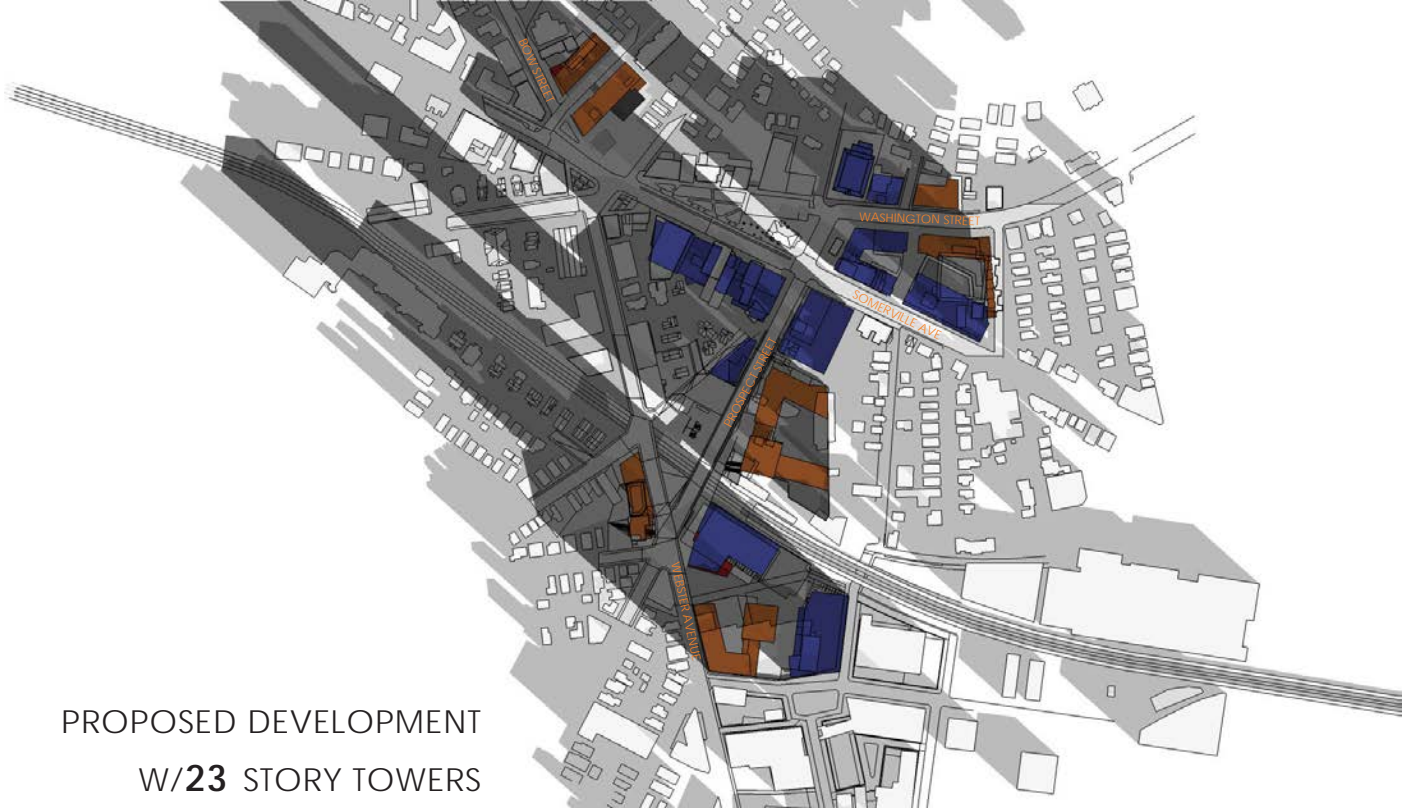 BOW STREET
WASHINGTON STREET
SOMERVILLE AVE
PROSPECT STREET
WEBSTER AVENUE
PROPOSED DEVELOPMENT
W/23 STORY TOWERS